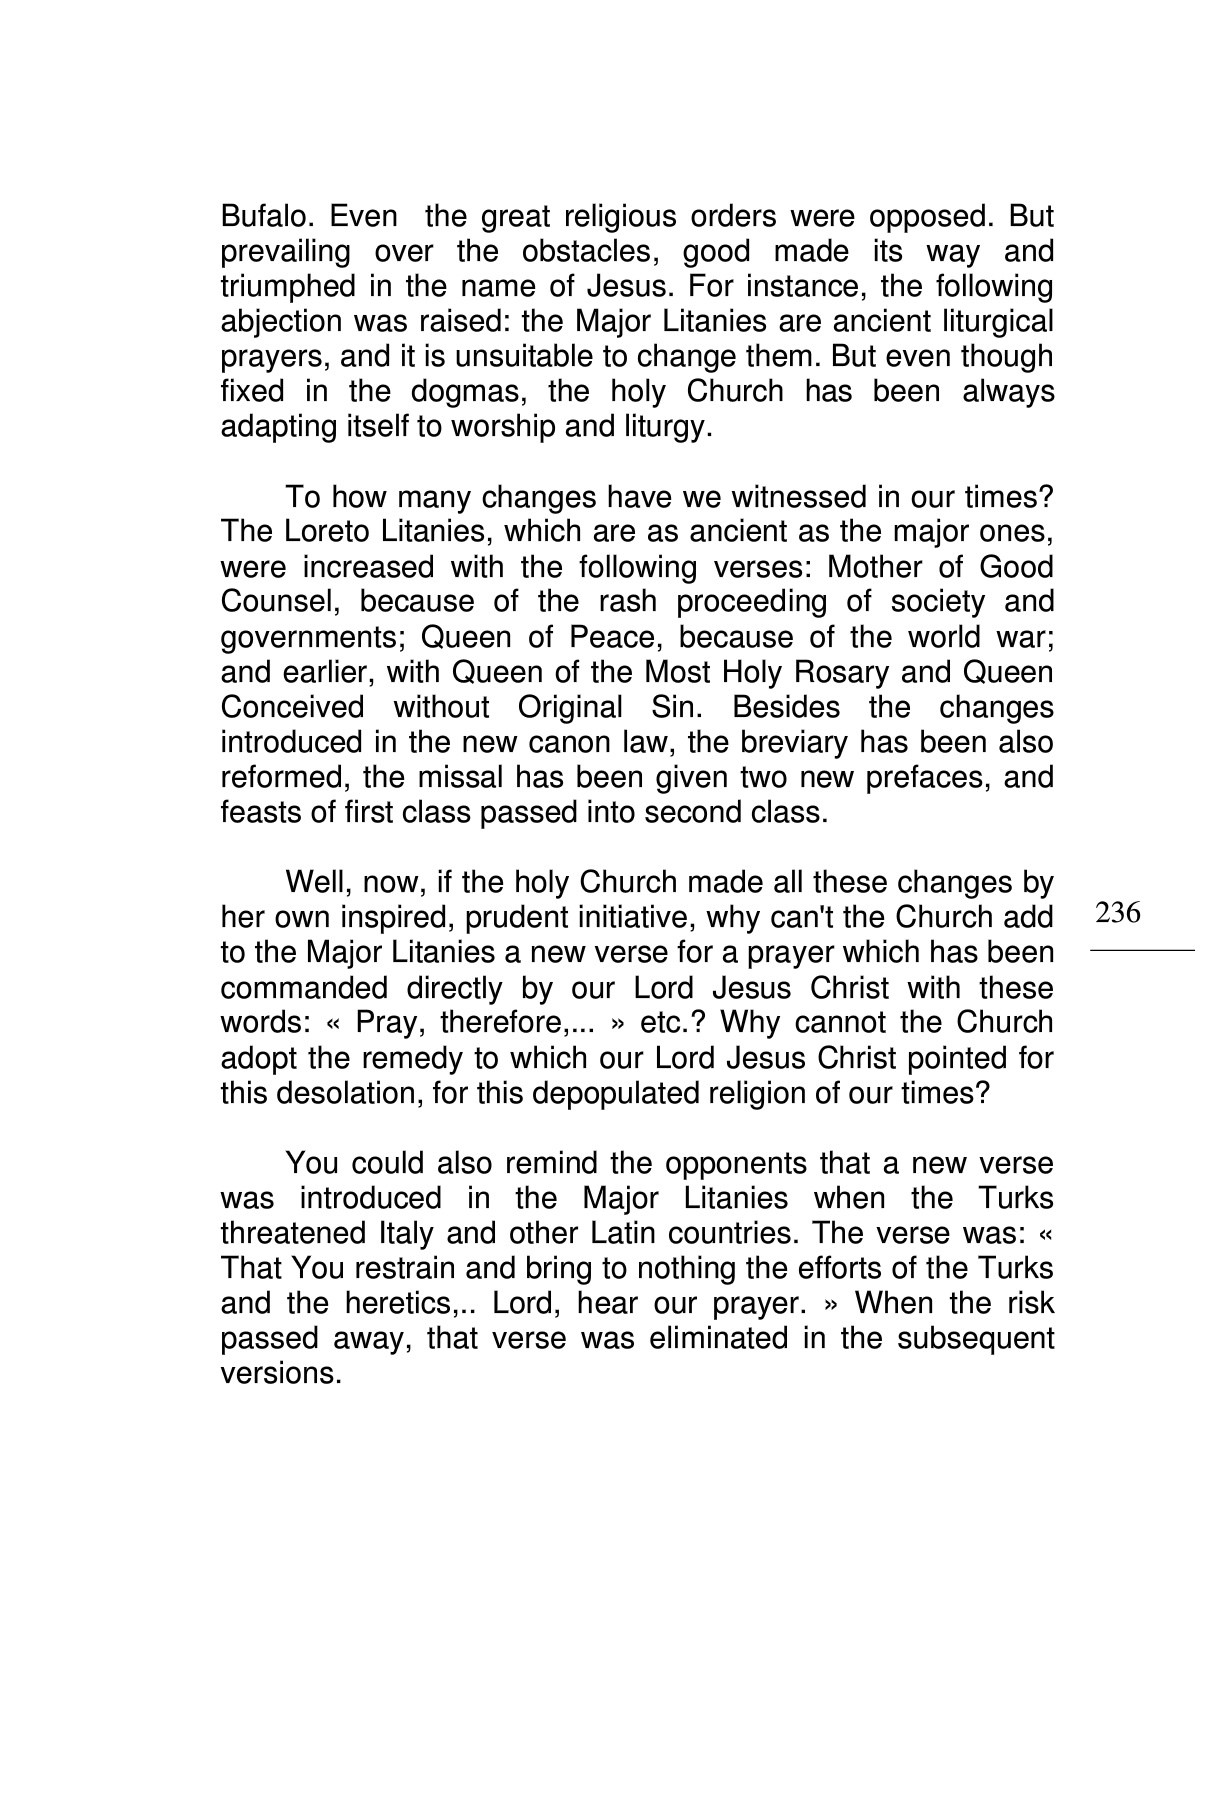 Bufalo. Even the great religious orders were opposed. But
prevailing over the obstacles, good made its way and
triumphed in the name of Jesus. For instance, the following
abjection was raised: the Major Litanies are ancient liturgical
prayers, and it is unsuitable to change them. But even though
fixed in the dogmas, the holy Church has been always
adapting itself to worship and liturgy.
To how many changes have we witnessed in our times?
The Loreto Litanies, which are as ancient as the major ones,
were increased with the following verses: Mother of Good
Counsel, because of the rash proceeding of society and
governments; Queen of Peace, because of the world war;
and earlier, with Queen of the Most Holy Rosary and Queen
Conceived without Original Sin. Besides the changes
introduced in the new canon law, the breviary has been also
reformed, the missal has been given two new prefaces, and
feasts of first class passed into second class.
Well, now, if the holy Church made all these changes by
her own inspired, prudent initiative, why can't the Church add
to the Major Litanies a new verse for a prayer which has been
commanded directly by our Lord Jesus Christ with these
words: « Pray, therefore,... » etc.? Why cannot the Church
adopt the remedy to which our Lord Jesus Christ pointed for
this desolation, for this depopulated religion of our times?
236
You could also remind the opponents that a new verse
was introduced in the Major Litanies when the Turks
threatened Italy and other Latin countries. The verse was: «
That You restrain and bring to nothing the efforts of the Turks
and the heretics,.. Lord, hear our prayer. » When the risk
passed away, that verse was eliminated in the subsequent
versions.